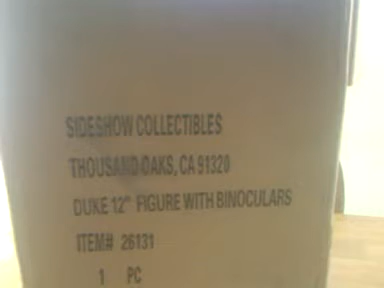 SIDESHOW COLLECTIBLES
THOUSAND OAKS, CA 91320
DUKE 12" FIGURE WITH BINOCULARS
ITEM# 26131
1 PC